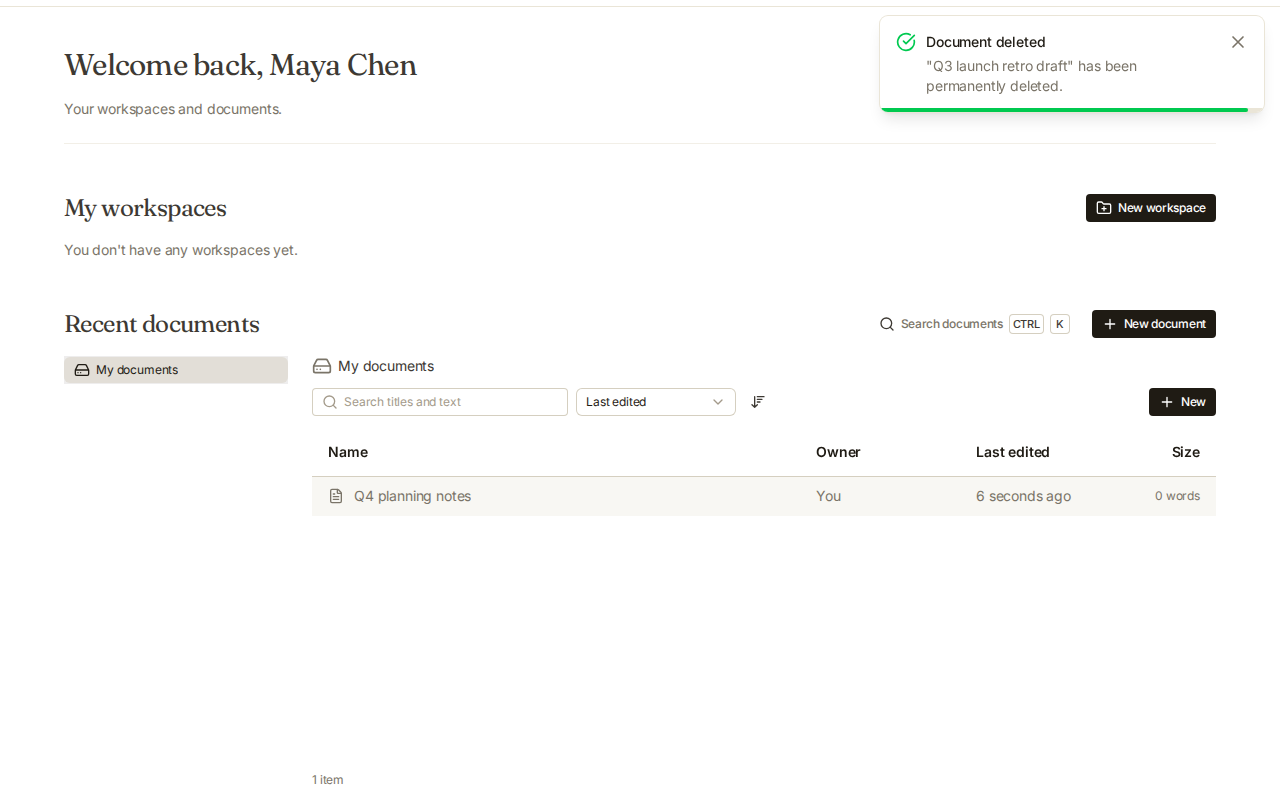 Welcome back, Maya Chen
Your workspaces and documents.
Document deleted
"Q3 launch retro draft" has been
permanently deleted.
My workspaces
New workspace
You don't have any workspaces yet.
Recent documents
Search documents CTRL K
New document
My documents
My documents
Search titles and text
Last edited
New
Name Owner Last edited Size
Q4 planning notes You 6 seconds ago 0 words
1 item